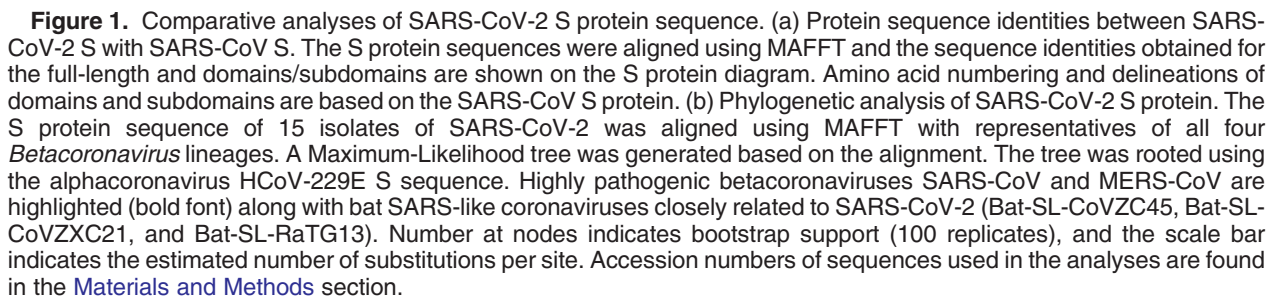 Figure 1. Comparative analyses of SARS-CoV-2 S protein sequence. (a) Protein sequence identities between SARS-
CoV-2 S with SARS-CoV S. The S protein sequences were aligned using MAFFT and the sequence identities obtained for
the full-length and domains/subdomains are shown on the S protein diagram. Amino acid numbering and delineations of
domains and subdomains are based on the SARS-CoV S protein. (b) Phylogenetic analysis of SARS-CoV-2 S protein. The
S protein sequence of 15 isolates of SARS-CoV-2 was aligned using MAFFT with representatives of all four
Betacoronavirus lineages. A Maximum-Likelihood tree was generated based on the alignment. The tree was rooted using
the alphacoronavirus HCoV-229E S sequence. Highly pathogenic betacoronaviruses SARS-CoV and MERS-CoV are
highlighted (bold font) along with bat SARS-like coronaviruses closely related to SARS-CoV-2 (Bat-SL-CoVZC45, Bat-SL-
CoVZXC21, and Bat-SL-RaTG13). Number at nodes indicates bootstrap support (100 replicates), and the scale bar
indicates the estimated number of substitutions per site. Accession numbers of sequences used in the analyses are found
in the Materials and Methods section.